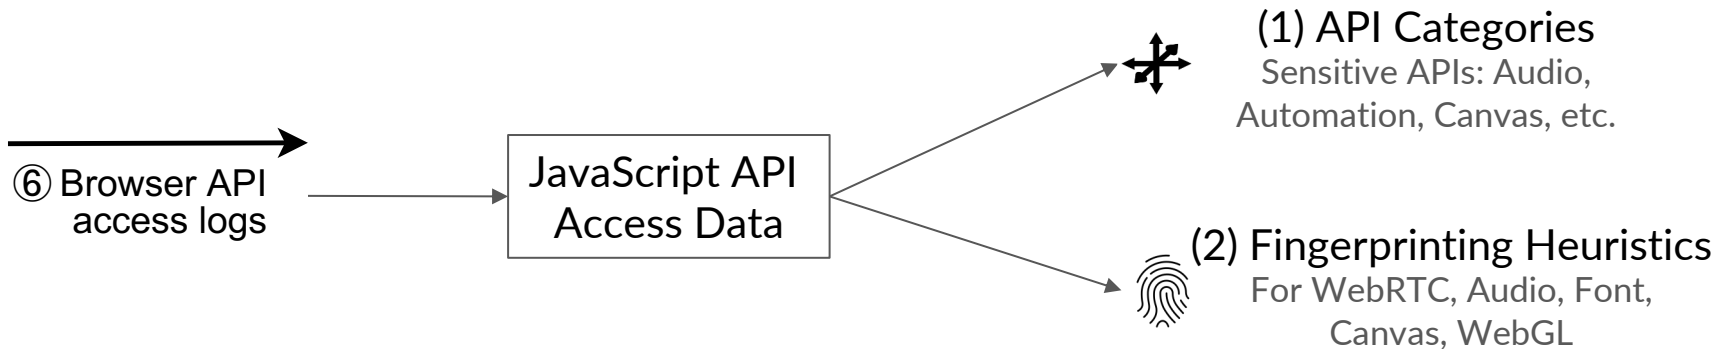 ⑥ Browser API
access logs
JavaScript API
Access Data
(1) API Categories
Sensitive APIs: Audio,
Automation, Canvas, etc.
(2) Fingerprinting Heuristics
For WebRTC, Audio, Font,
Canvas, WebGL